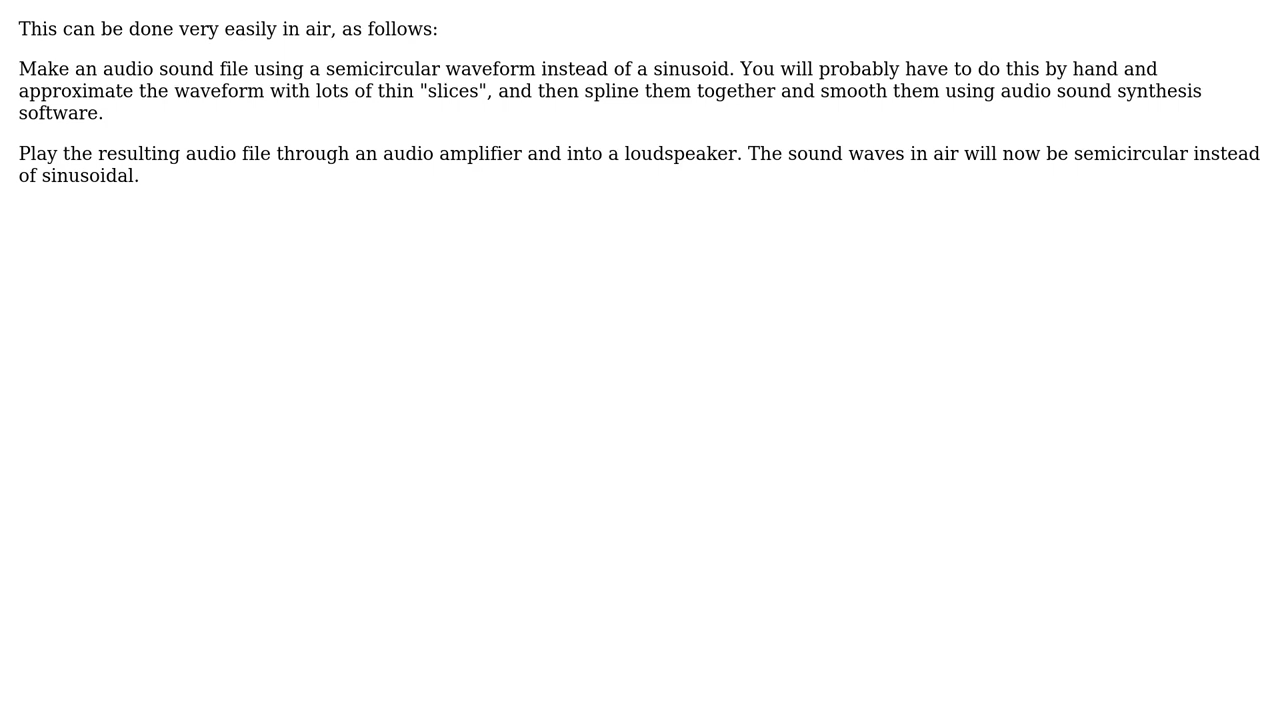 This can be done very easily in air, as follows:
Make an audio sound file using a semicircular waveform instead of a sinusoid. You will probably have to do this by hand and
approximate the waveform with lots of thin "slices", and then spline them together and smooth them using audio sound synthesis
software.
Play the resulting audio file through an audio amplifier and into a loudspeaker. The sound waves in air will now be semicircular instead
of sinusoidal.